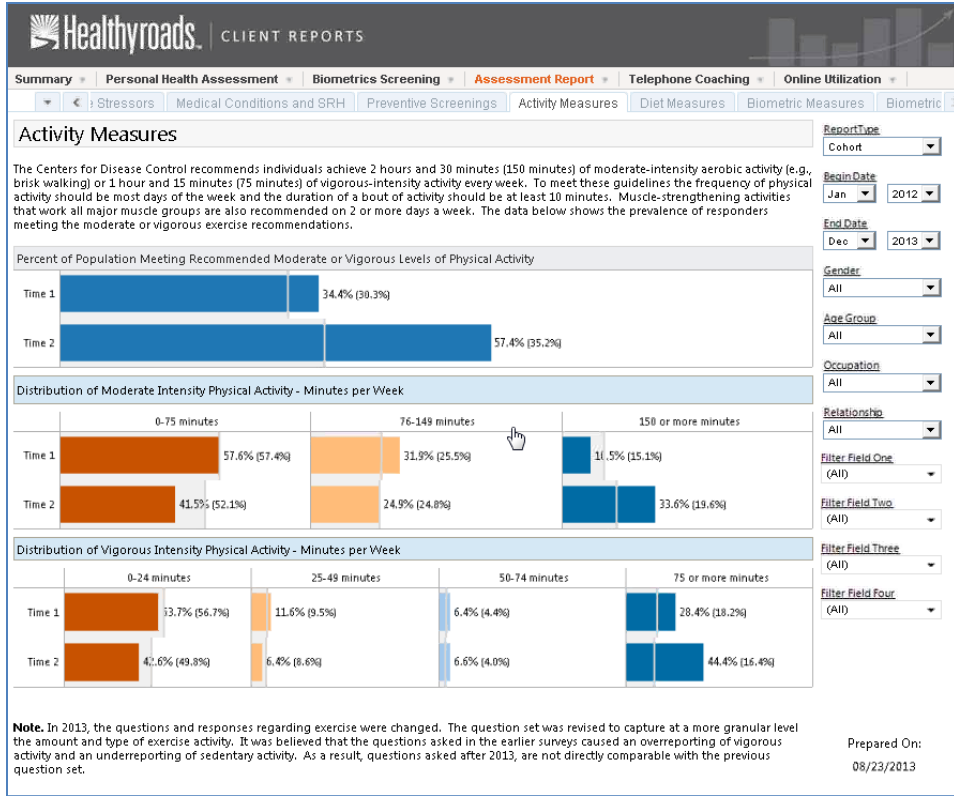 Healthyroads. CLIENT REPORTS
Summary Personal Health Assessment Biometrics Screening Assessment Report Telephone Coaching Online Utilization
Stressors Medical Conditions and SRH Preventive Screenings Activity Measures Diet Measures Biometric Measures Biometric
Activity Measures
The Centers for Disease Control recommends individuals achieve 2 hours and 30 minutes (150 minutes) of moderate-intensity aerobic activity (e.g.,
brisk walking) or 1 hour and 15 minutes (75 minutes) of vigorous-intensity activity every week. To meet these guidelines the frequency of physical
activity should be most days of the week and the duration of a bout of activity should be at least 10 minutes. Muscle-strengthening activities
that work all major muscle groups are also recommended on 2 or more days a week. The data below shows the prevalence of responders
meeting the moderate or vigorous exercise recommendations.
Percent of Population Meeting Recommended Moderate or Vigorous Levels of Physical Activity
Time 1 34.4% (30.3%)
Time 2 57.4% (35.2%)
Distribution of Moderate Intensity Physical Activity - Minutes per Week
0-75 minutes 76-149 minutes 150 or more minutes
Time 1 57.6% (57.4%) 31.9% (25.5%) 10.5% (15.1%)
Time 2 41.5% (52.1%) 24.9% (24.8%) 33.6% (19.6%)
Distribution of Vigorous Intensity Physical Activity - Minutes per Week
0-24 minutes 25-49 minutes 50-74 minutes 75 or more minutes
Time 1 53.7% (56.7%) 11.6% (9.5%) 6.4% (4.4%) 28.4% (18.2%)
Time 2 42.6% (49.8%) 6.4% (8.6%) 6.6% (4.0%) 44.4% (16.4%)
Note. In 2013, the questions and responses regarding exercise were changed. The question set was revised to capture at a more granular level
the amount and type of exercise activity. It was believed that the questions asked in the earlier surveys caused an overreporting of vigorous
activity and an underreporting of sedentary activity. As a result, questions asked after 2013, are not directly comparable with the previous
question set.
ReportType
Cohort
Begin Date
Jan 2012
End Date
Dec 2013
Gender
All
Age Group
All
Occupation
All
Relationship
All
Filter Field One
(All)
Filter Field Two
(All)
Filter Field Three
(All)
Filter Field Four
(All)
Prepared On:
08/23/2013